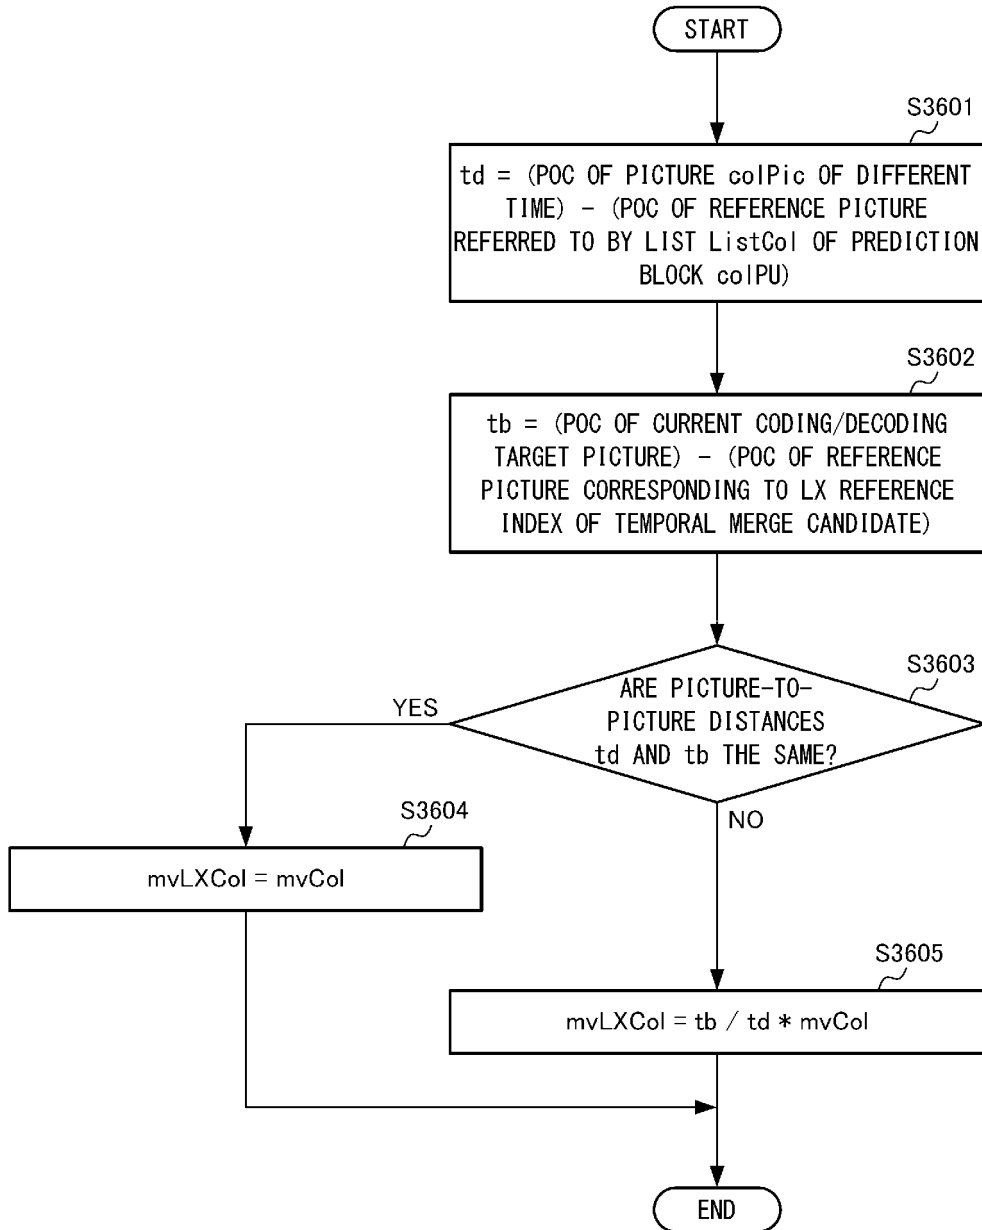 START
S3601
td = (POC OF PICTURE colPic OF DIFFERENT
TIME) - (POC OF REFERENCE PICTURE
REFERRED TO BY LIST ListCol OF PREDICTION
BLOCK colPU)
S3602
tb = (POC OF CURRENT CODING/DECODING
TARGET PICTURE) - (POC OF REFERENCE
PICTURE CORRESPONDING TO LX REFERENCE
INDEX OF TEMPORAL MERGE CANDIDATE)
S3603
ARE PICTURE-TO-
PICTURE DISTANCES
td AND tb THE SAME?
YES
NO
S3604
mvLXCol = mvCol
S3605
mvLXCol = tb / td * mvCol
END